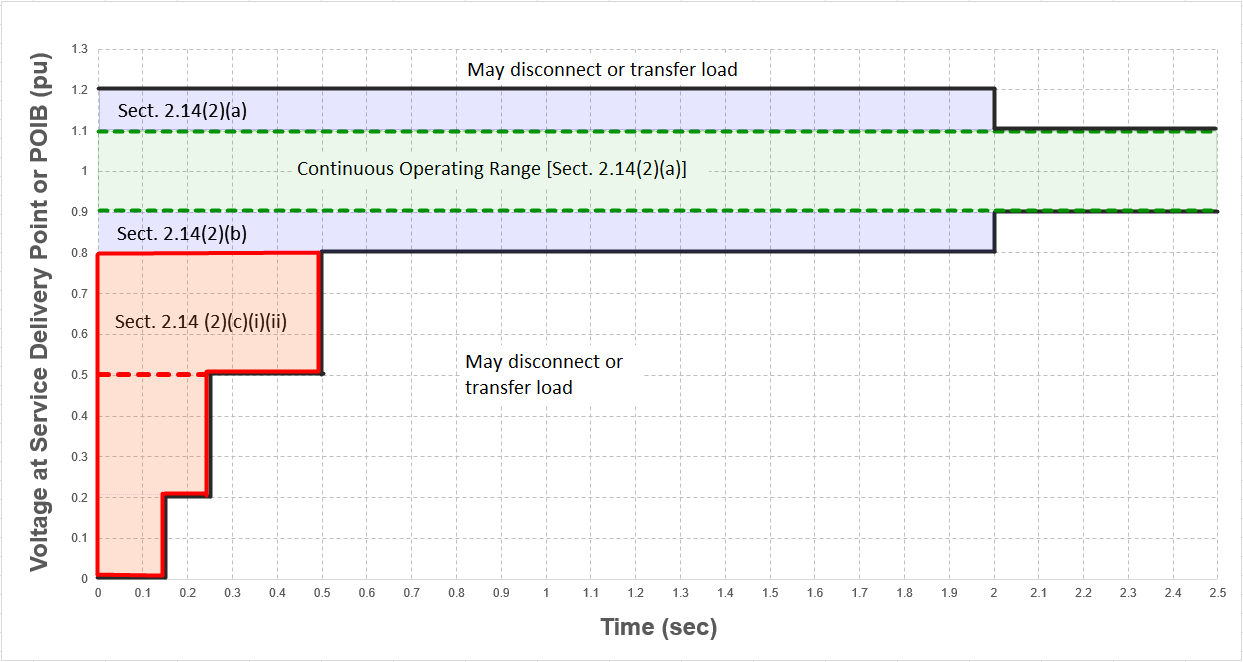 Voltage at Service Delivery Point or POIB (pu)
1.3
1.2
1.1
1
0.9
0.8
0.7
0.6
0.5
0.4
0.3
0.2
0.1
0
May disconnect or transfer load
Sect. 2.14(2)(a)
Continuous Operating Range [Sect. 2.14(2)(a)]
Sect. 2.14(2)(b)
Sect. 2.14 (2)(c)(i)(ii)
May disconnect or
transfer load
0 0.1 0.2 0.3 0.4 0.5 0.6 0.7 0.8 0.9 1 1.1 1.2 1.3 1.4 1.5 1.6 1.7 1.8 1.9 2 2.1 2.2 2.3 2.4 2.5
Time (sec)